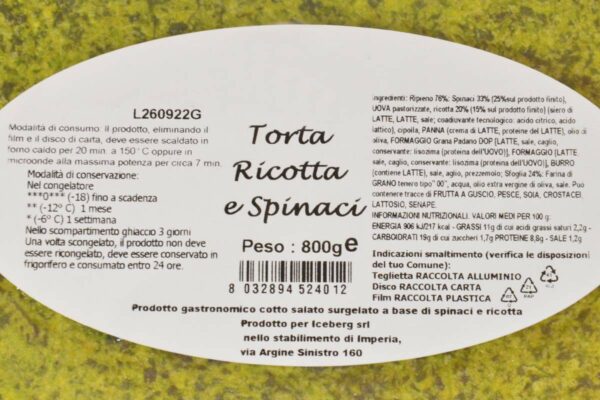 L260922G
Modalità di consumo. Il prodotto, eliminando il
film e il disco di carta, deve essere scaldato in
forno caldo per 20 min. a 150°C oppure in
microonde alla massima potenza per circa 7 min.
Modalità di conservazione:
Nel congelatore
***0*** (-18) fino a scadenza
** (-12° C) 1 mese
* (-6° C) 1 settimana
Nello scompartimento ghiaccio 3 giorni
Una volta scongelato, il prodotto non deve
essere ricongelato, deve essere conservato in
frigorifero e consumato entro 24 ore.
Torta
Ricotta
e Spinaci
Peso : 800g e
8 032894 524012
Ingredienti: Ripieno 76%: Spinaci 33% (25%sul prodotto finito),
UOVA pastorizzate, ricotta 20% (15% sul prodotto finito) (siero di
LATTE, LATTE, sale; coadiuvante tecnologico: acido citrico, acido
lattico), cipolla, PANNA (crema di LATTE, proteine del LATTE), olio di
oliva, FORMAGGIO Grana Padano DOP [LATTE, sale, caglio,
conservante: lisozima (proteina dell'UOVO)], FORMAGGIO [LATTE,
sale, caglio, conservante: lisozima (proteina dell'UOVO)], BURRO
(contiene LATTE), sale, aglio, prezzemolo; Sfoglia 24%: Farina di
GRANO tenero tipo" 00", acqua, olio extra vergine di oliva, sale. Può
contenere tracce di FRUTTA A GUSCIO, PESCE, SOIA, CROSTACEI,
LATTOSIO, SENAPE.
INFORMAZIONI NUTRIZIONALI. VALORI MEDI PER 100 g:
ENERGIA 906 kJ/217 kcal - GRASSI 11g di cui acidi grassi saturi 2,2g -
CARBOIDRATI 19g di cui zuccheri 1,7g PROTEINE 8,8g - SALE 1,2g
Indicazioni smaltimento (verifica le disposizioni
del tuo Comune):
Teglietta RACCOLTA ALLUMINIO
Disco RACCOLTA CARTA
Film RACCOLTA PLASTICA
PAP
Prodotto gastronomico cotto salato surgelato a base di spinaci e ricotta
Prodotto per Iceberg srl
nello stabilimento di Imperia,
via Argine Sinistro 160